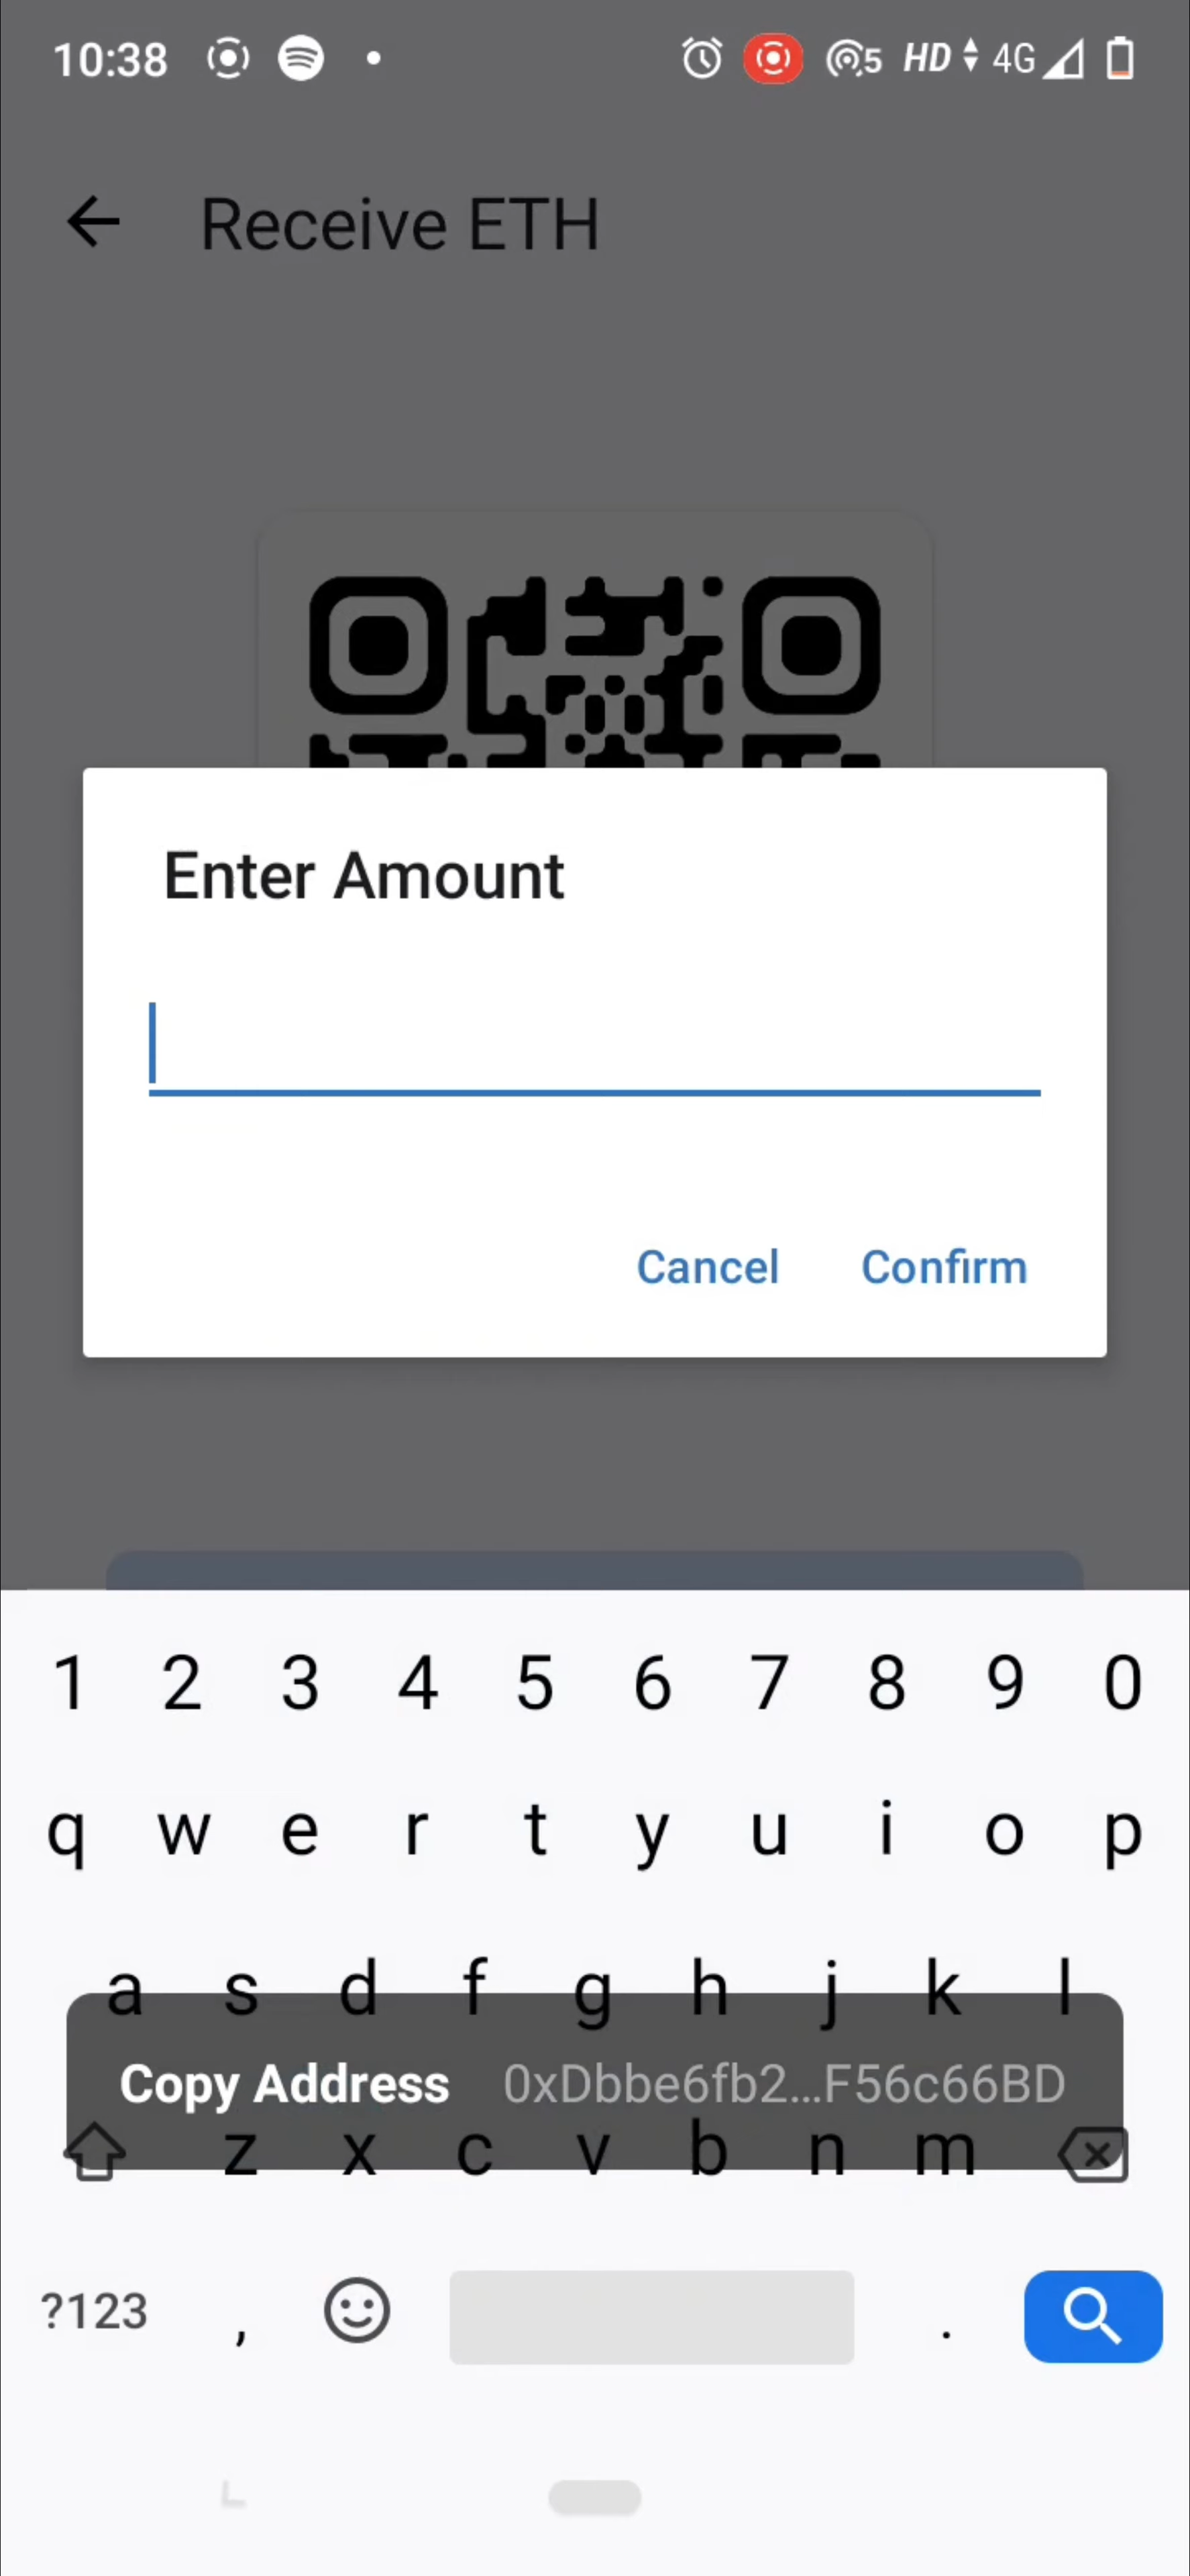 10:38 5 HD 4G
Receive ETH
Enter Amount
Cancel Confirm
1 2 3 4 5 6 7 8 9 0
q w e r t y u i o p
a s d f g h j k l
Copy Address 0xDbbe6fb2...F56c66BD
z x c v b n m
?123 , .